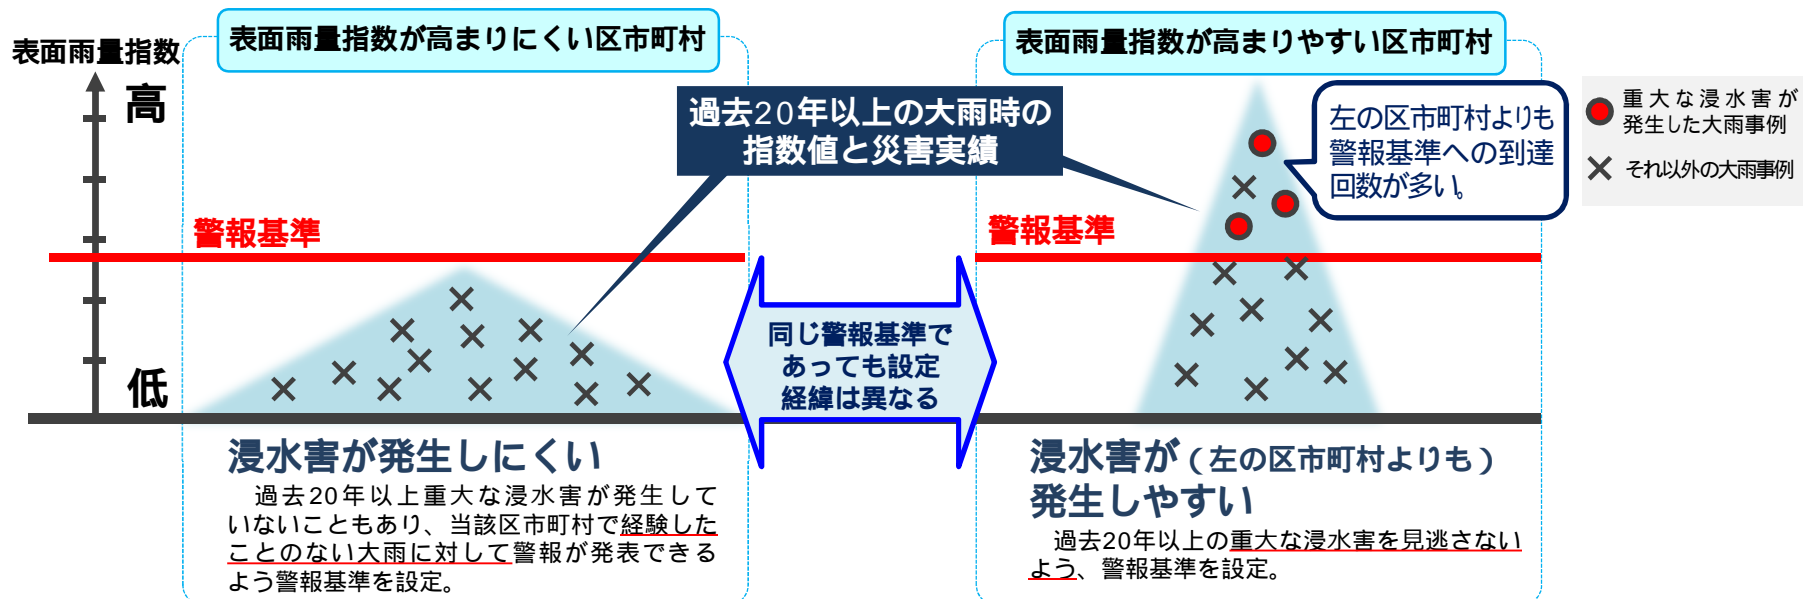 表面雨量指数
高
低
表面雨量指数が高まりにくい区市町村
警報基準
過去20年以上の大雨時の
指数値と災害実績
表面雨量指数が高まりやすい区市町村
警報基準
左の区市町村よりも
警報基準への到達
回数が多い。
重大な浸水害が
発生した大雨事例
それ以外の大雨事例
同じ警報基準で
あっても設定
経緯は異なる
浸水害が発生しにくい
過去20年以上重大な浸水害が発生して
いないこともあり、当該区市町村で経験した
ことのない大雨に対して警報が発表できる
よう警報基準を設定。
浸水害が（左の区市町村よりも）
発生しやすい
過去20年以上の重大な浸水害を見逃さない
よう、警報基準を設定。